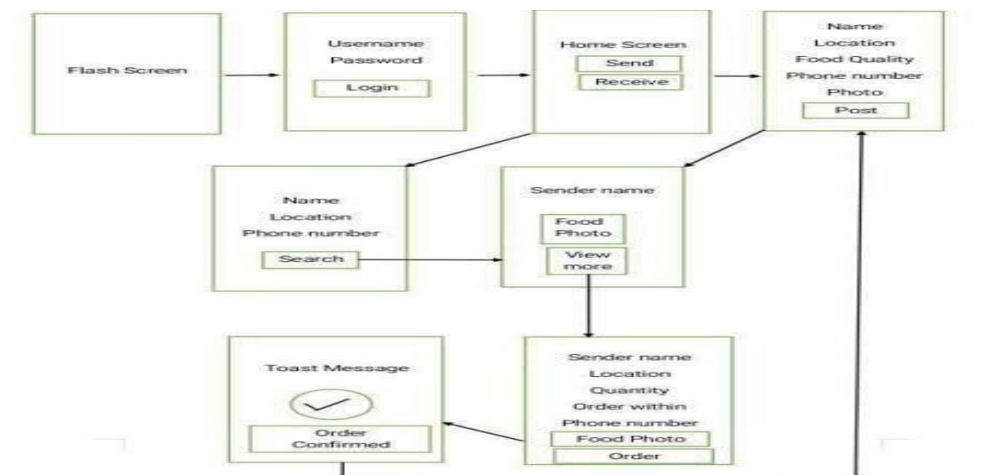 Flash Screen
Username
Password
Login
Home Screen
Send
Receive
Name
Location
Food Quality
Phone number
Photo
Post
Name
Location
Phone number
Search
Sender name
Food
Photo
View
more
Toast Message
Order
Confirmed
Sender name
Location
Quantity
Order within
Phone number
Food Photo
Order